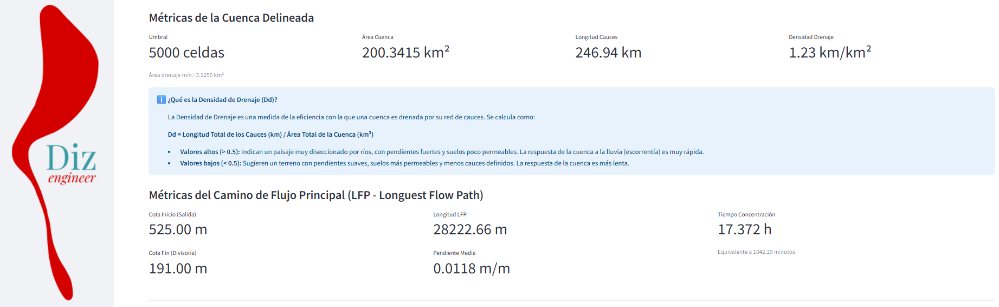 Diz
engineer
Métricas de la Cuenca Delineada
Umbral
5000 celdas
Área drenaje mín.: 3.1250 km²
Área Cuenca
200.3415 km²
Longitud Cauces
246.94 km
Densidad Drenaje
1.23 km/km²
i ¿Qué es la Densidad de Drenaje (Dd)?
La Densidad de Drenaje es una medida de la eficiencia con la que una cuenca es drenada por su red de cauces. Se calcula como:
Dd = Longitud Total de los Cauces (km) / Área Total de la Cuenca (km²)
• Valores altos (> 0.5): Indican un paisaje muy diseccionado por ríos, con pendientes fuertes y suelos poco permeables. La respuesta de la cuenca a la lluvia (escorrentía) es muy rápida.
• Valores bajos (< 0.5): Sugieren un terreno con pendientes suaves, suelos más permeables y menos cauces definidos. La respuesta de la cuenca es más lenta.
Métricas del Camino de Flujo Principal (LFP - Longuest Flow Path)
Cota Inicio (Salida)
525.00 m
Cota Fin (Divisoria)
191.00 m
Longitud LFP
28222.66 m
Pendiente Media
0.0118 m/m
Tiempo Concentración
17.372 h
Equivalente a 1042.29 minutos